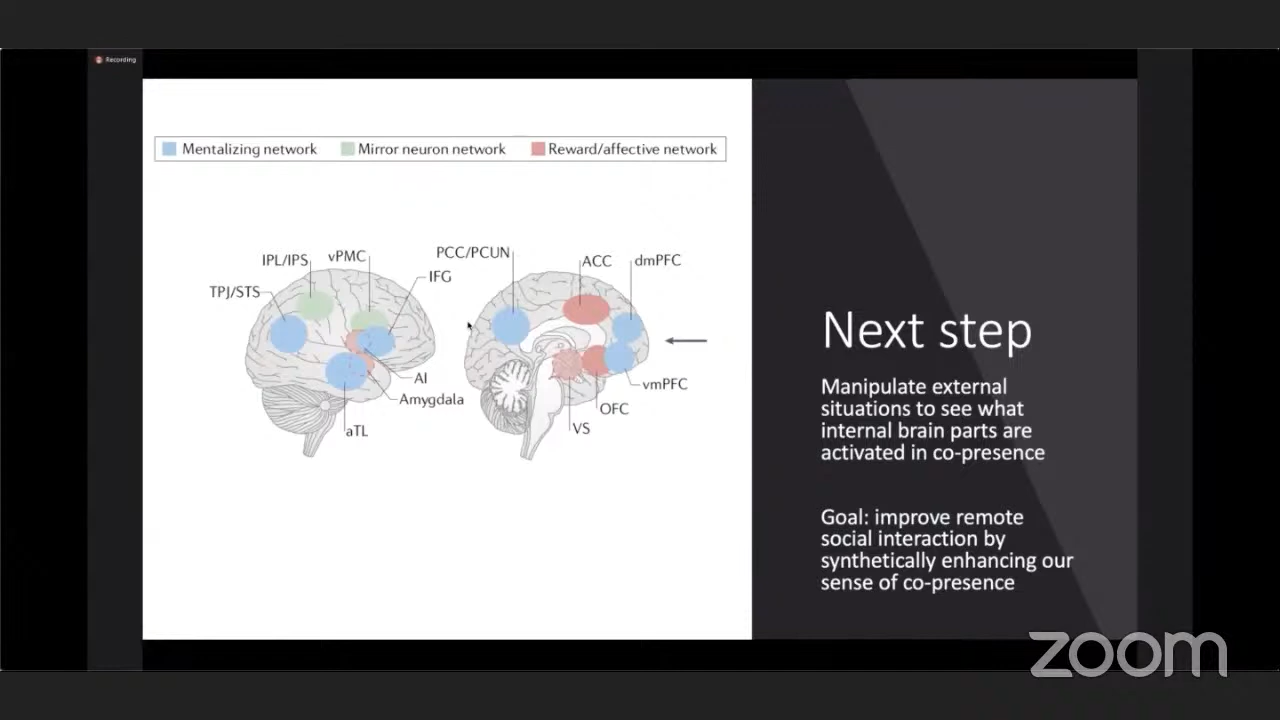 Recording
Mentalizing network
Mirror neuron network
Reward/affective network
IPL/IPS
vPMC
IFG
TPJ/STS
AI
Amygdala
aTL
PCC/PCUN
ACC
dmPFC
vmPFC
OFC
VS
Next step
Manipulate external
situations to see what
internal brain parts are
activated in co-presence
Goal: improve remote
social interaction by
synthetically enhancing our
sense of co-presence
zoom